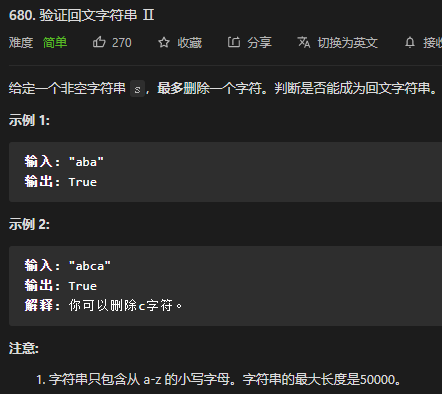 680. 验证回文字符串 Ⅱ
难度 简单 270 收藏 分享 切换为英文 接收
给定一个非空字符串 s，最多删除一个字符。判断是否能成为回文字符串。
示例 1:
输入: "aba"
输出: True
示例 2:
输入: "abca"
输出: True
解释: 你可以删除c字符。
注意:
1. 字符串只包含从 a-z 的小写字母。字符串的最大长度是50000。